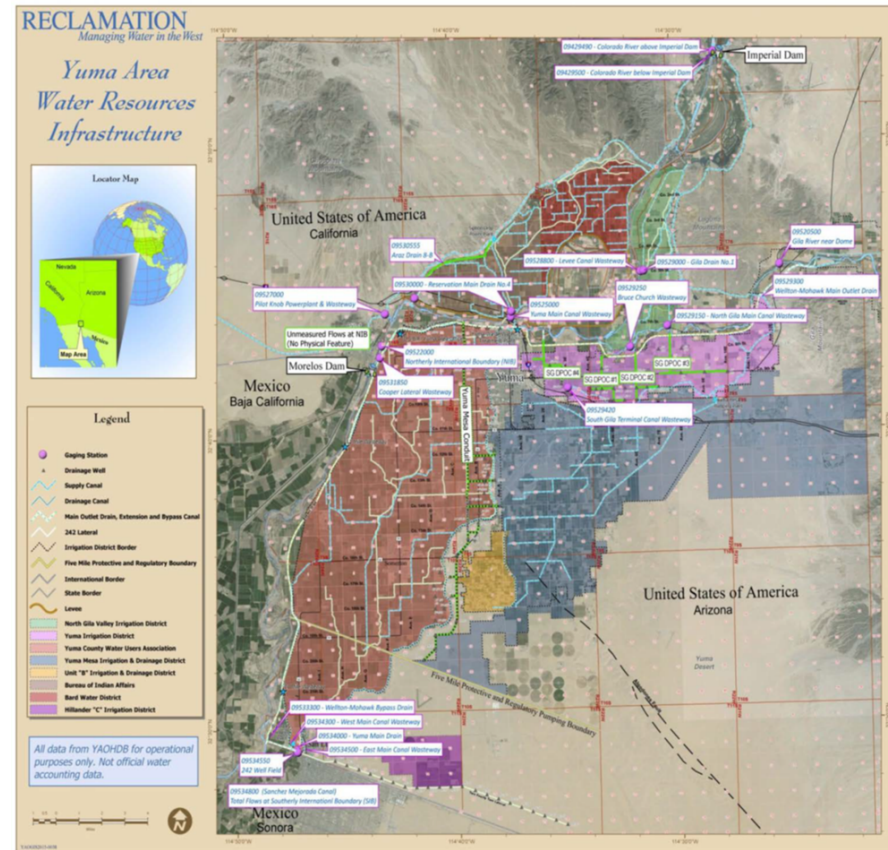 RECLAMATION
Managing Water in the West
Yuma Area
Water Resources
Infrastructure
Locator Map
Nevada
California
Arizona
Mexico
Map Area
Legend
Gaging Station
Drainage Well
Supply Canal
Drainage Canal
Main Outlet Drain, Extension and Bypass Canal
242 Lateral
Irrigation District Border
Five Mile Protective and Regulatory Boundary
International Border
State Border
Levee
North Gila Valley Irrigation District
Yuma Irrigation District
Yuma County Water Users Association
Yuma Mesa Irrigation & Drainage District
Unit "B" Irrigation & Drainage District
Bureau of Indian Affairs
Bard Water District
Hillander "C" Irrigation District
All data from YAOHDB for operational
purposes only. Not official water
accounting data.
N
09429490 - Colorado River above Imperial Dam
Imperial Dam
09429500 - Colorado River below Imperial Dam
United States of America
California
09530555
Araz Drain 8-B
09528800 - Levee Canal Wasteway
09529000 - Gila Drain No.1
09520500
Gila River near Dome
09530000 - Reservation Main Drain No.4
09529300
Wellton-Mohawk Main Outlet Drain
09527000
Pilot Knob Powerplant & Wasteway
09529250
Bruce Church Wasteway
09525000
Yuma Main Canal Wasteway
09529150 - North Gila Main Canal Wasteway
Unmeasured Flows at NIB
(No Physical Feature)
09522000
Northerly International Boundary (NIB)
Morelos Dam
Yuma
SG DPOC #4
SG DPOC #1
SG DPOC #2
SG DPOC #3
Mexico
Baja California
09531850
Cooper Lateral Wasteway
09529420
South Gila Terminal Canal Wasteway
Yuma Mesa Conduit
United States of America
Arizona
Yuma
Desert
Five Mile Protective and Regulatory Pumping Boundary
09533300 - Wellton-Mohawk Bypass Drain
09534300 - West Main Canal Wasteway
09534000 - Yuma Main Drain
09534500 - East Main Canal Wasteway
09534550
242 Well Field
09534800 (Sanchez Mejorada Canal)
Total Flows at Southerly International Boundary (SIB)
Mexico
Sonora